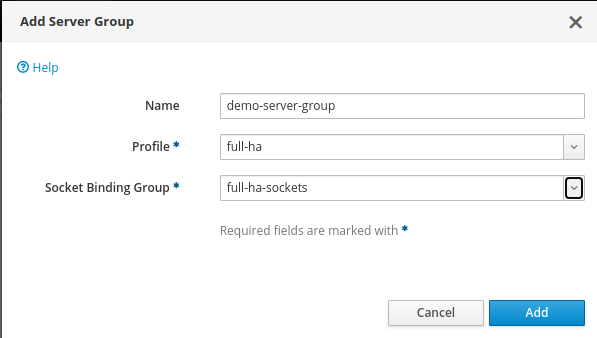 Add Server Group
Help
Name demo-server-group
Profile * full-ha
Socket Binding Group * full-ha-sockets
Required fields are marked with *
Cancel Add